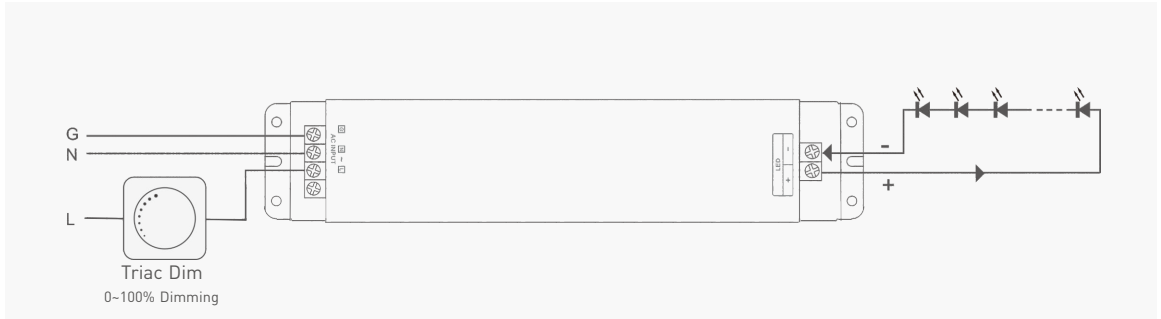 G
N
L
Triac Dim
0~100% Dimming
G
N
L
AC INPUT
LED
-
+
-
+